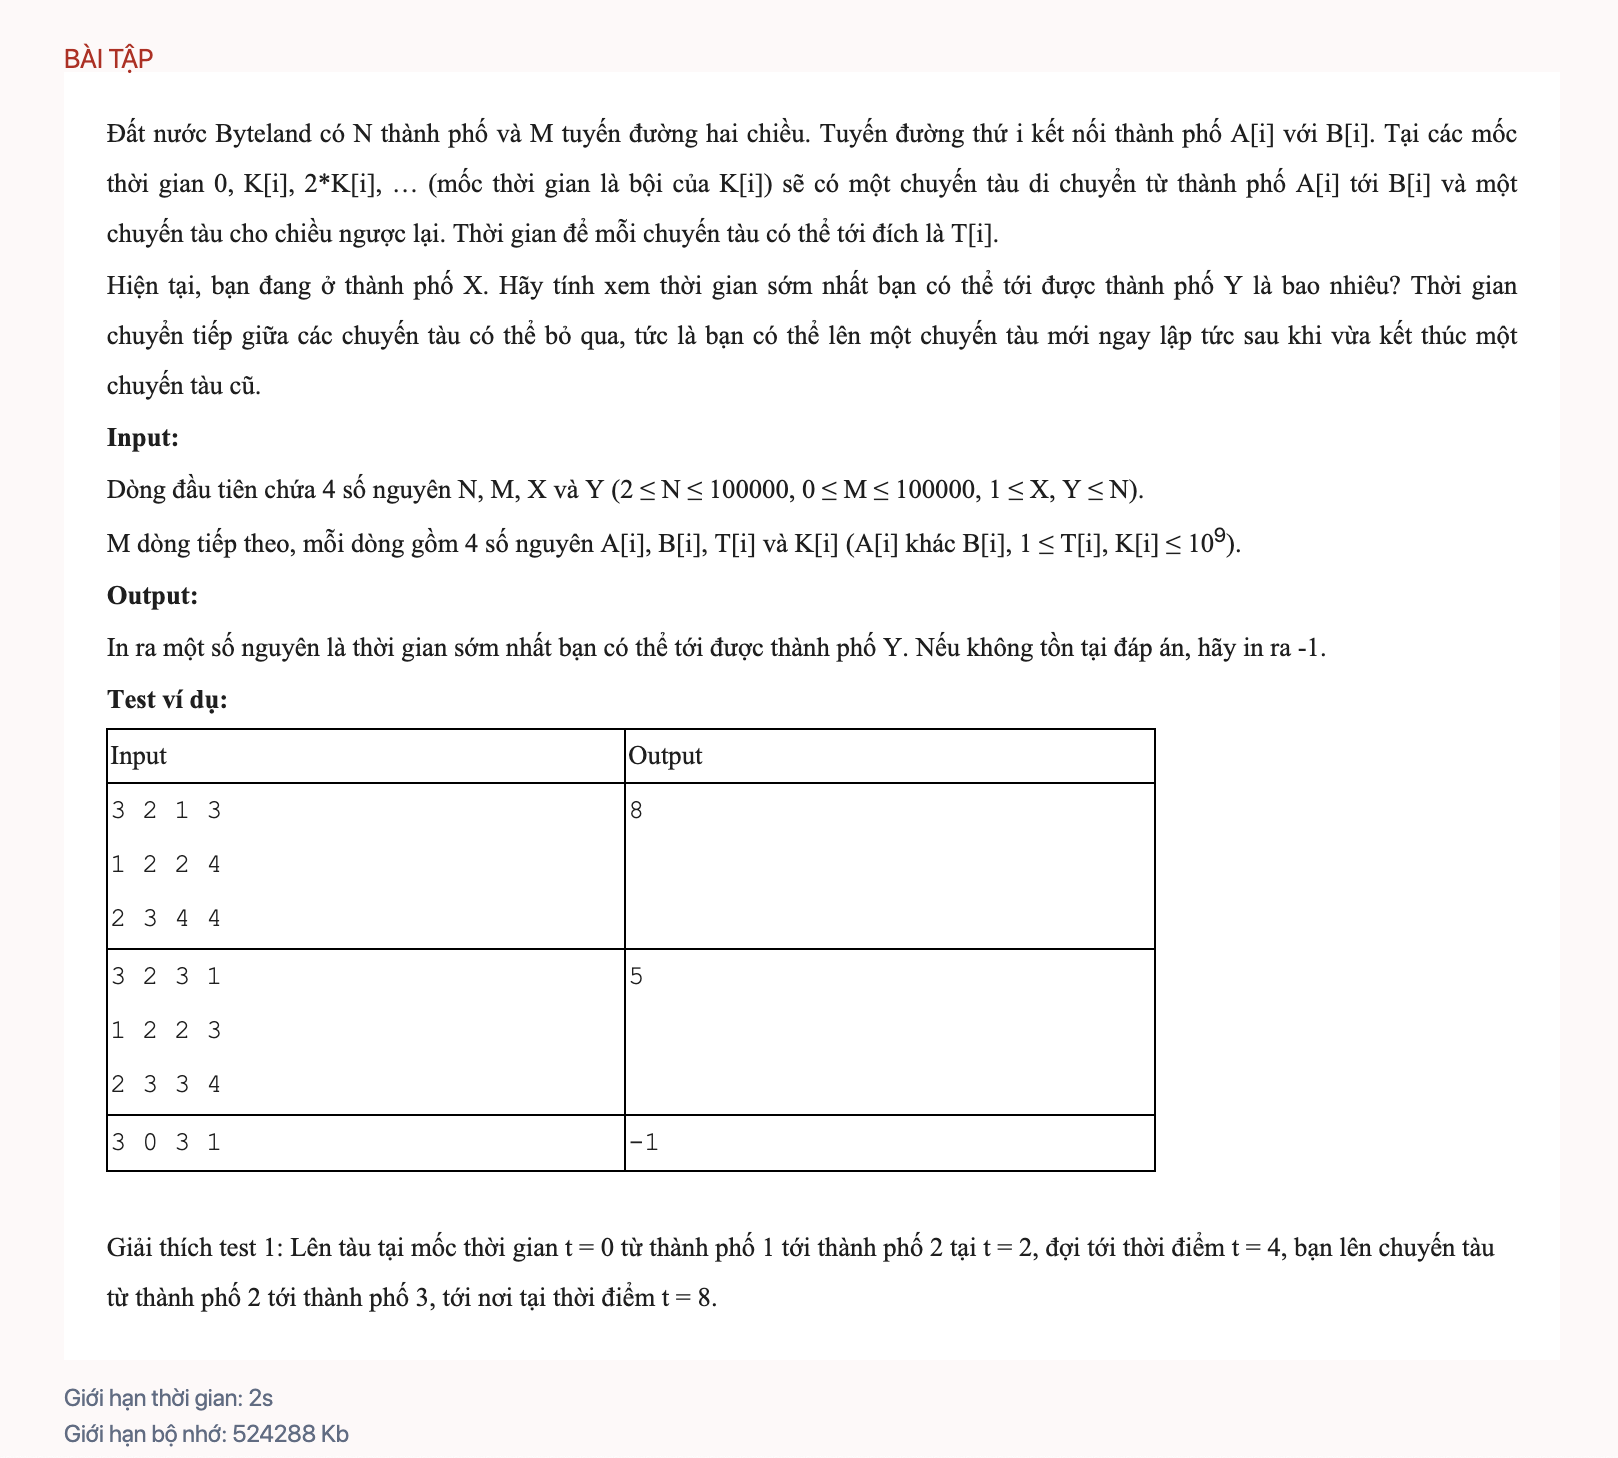 BÀI TẬP
Đất nước Byteland có N thành phố và M tuyến đường hai chiều. Tuyến đường thứ i kết nối thành phố A[i] với B[i]. Tại các mốc
thời gian 0, K[i], 2*K[i], … (mốc thời gian là bội của K[i]) sẽ có một chuyến tàu di chuyển từ thành phố A[i] tới B[i] và một
chuyến tàu cho chiều ngược lại. Thời gian để mỗi chuyến tàu có thể tới đích là T[i].
Hiện tại, bạn đang ở thành phố X. Hãy tính xem thời gian sớm nhất bạn có thể tới được thành phố Y là bao nhiêu? Thời gian
chuyển tiếp giữa các chuyến tàu có thể bỏ qua, tức là bạn có thể lên một chuyến tàu mới ngay lập tức sau khi vừa kết thúc một
chuyến tàu cũ.
Input:
Dòng đầu tiên chứa 4 số nguyên N, M, X và Y (2 ≤ N ≤ 100000, 0 ≤ M ≤ 100000, 1 ≤ X, Y ≤ N).
M dòng tiếp theo, mỗi dòng gồm 4 số nguyên A[i], B[i], T[i] và K[i] (A[i] khác B[i], 1 ≤ T[i], K[i] ≤ 10⁹).
Output:
In ra một số nguyên là thời gian sớm nhất bạn có thể tới được thành phố Y. Nếu không tồn tại đáp án, hãy in ra -1.
Test ví dụ:
Input Output
3 2 1 3 8
1 2 2 4
2 3 4 4
3 2 3 1 5
1 2 2 3
2 3 3 4
3 0 3 1 -1
Giải thích test 1: Lên tàu tại mốc thời gian t = 0 từ thành phố 1 tới thành phố 2 tại t = 2, đợi tới thời điểm t = 4, bạn lên chuyến tàu
từ thành phố 2 tới thành phố 3, tới nơi tại thời điểm t = 8.
Giới hạn thời gian: 2s
Giới hạn bộ nhớ: 524288 Kb